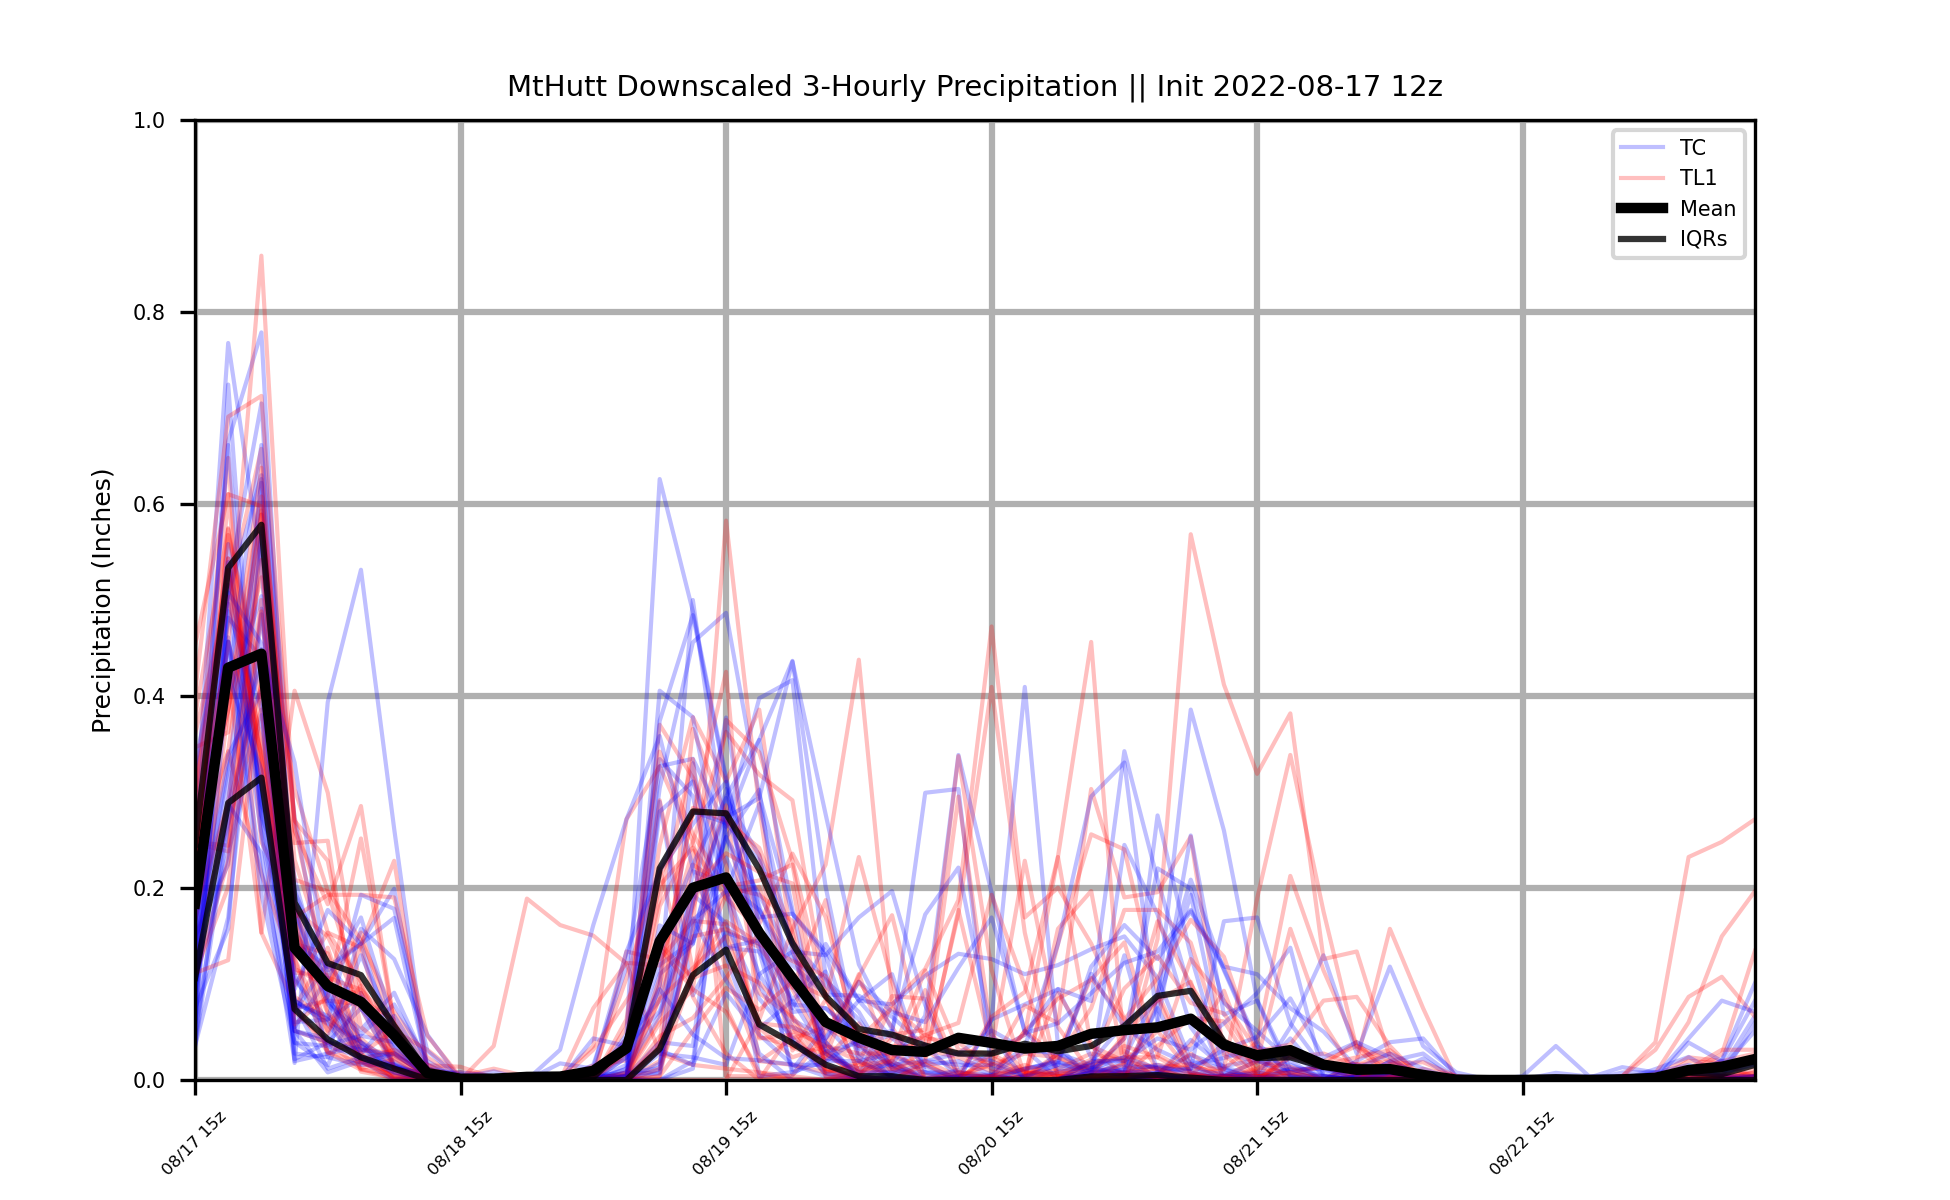 MtHutt Downscaled 3-Hourly Precipitation || Init 2022-08-17 12z
1.0
0.8
0.6
0.4
0.2
0.0
Precipitation (Inches)
TC
TL1
Mean
IQRs
08/17 15z
08/18 15z
08/19 15z
08/20 15z
08/21 15z
08/22 15z